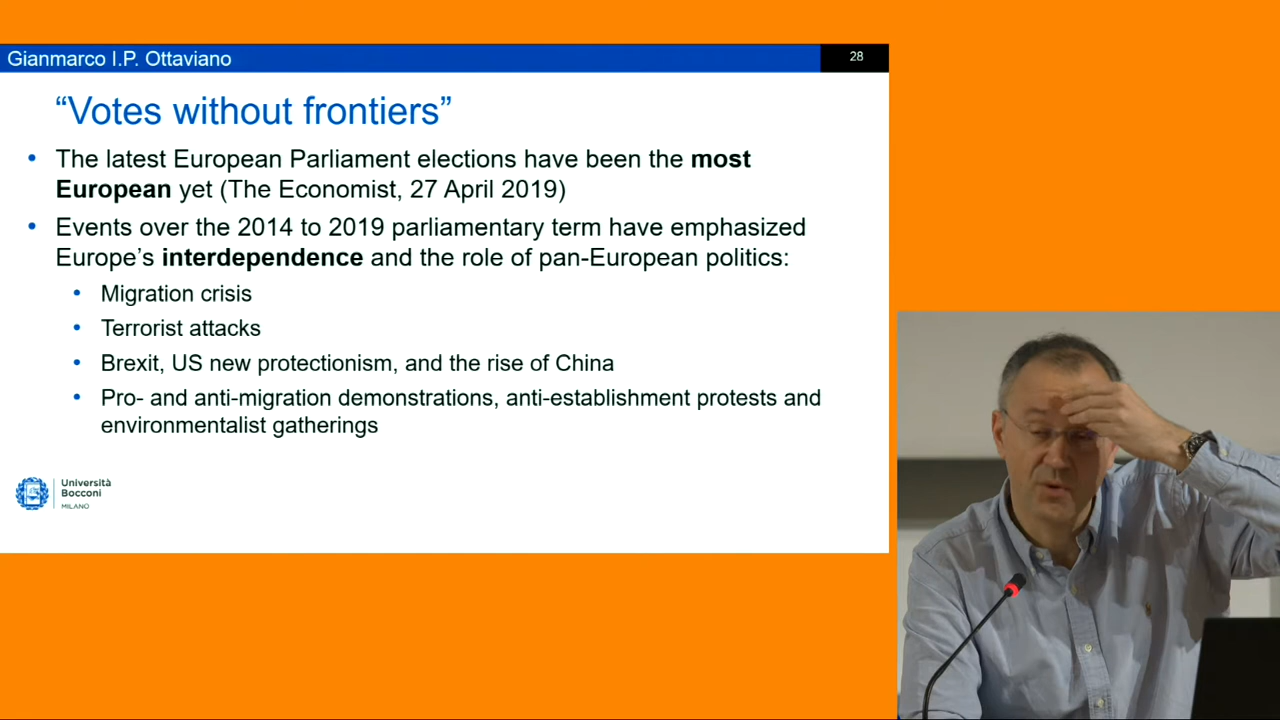 Gianmarco I.P. Ottaviano
28
“Votes without frontiers”
• The latest European Parliament elections have been the most
European yet (The Economist, 27 April 2019)
• Events over the 2014 to 2019 parliamentary term have emphasized
Europe’s interdependence and the role of pan-European politics:
• Migration crisis
• Terrorist attacks
• Brexit, US new protectionism, and the rise of China
• Pro- and anti-migration demonstrations, anti-establishment protests and
environmentalist gatherings
Università
Bocconi
MILANO